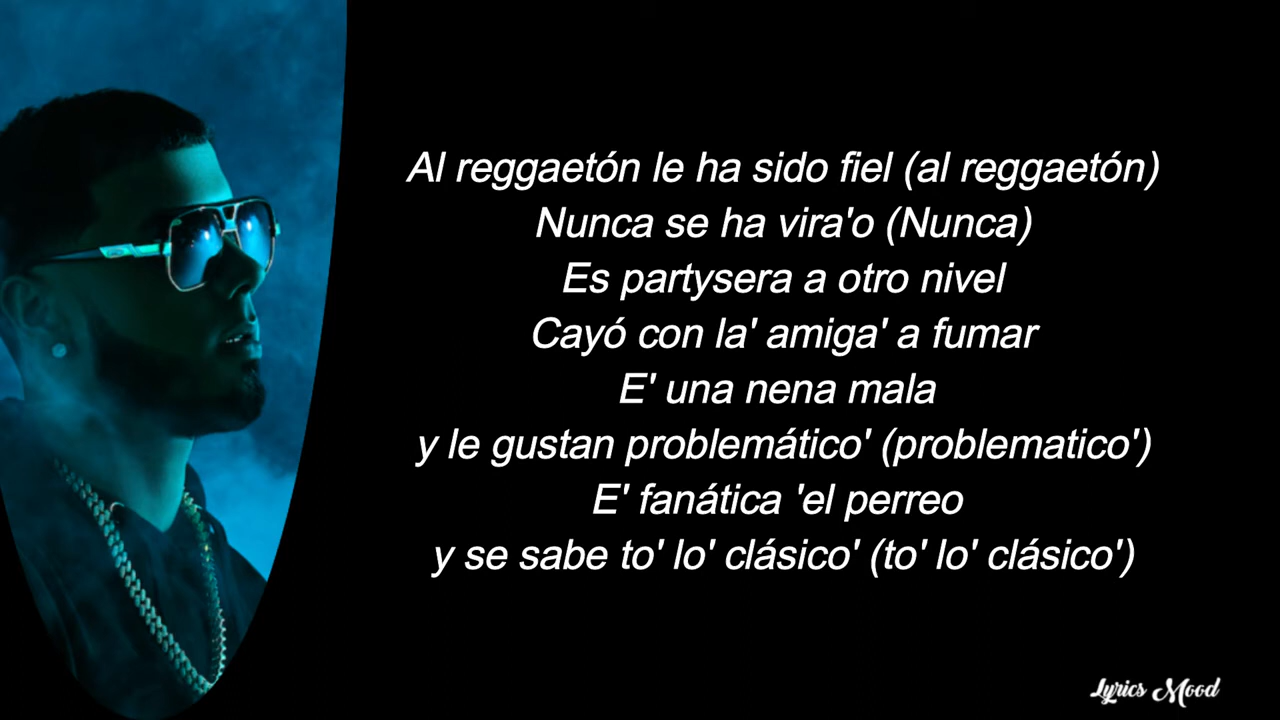 Al reggaetón le ha sido fiel (al reggaetón)
Nunca se ha vira'o (Nunca)
Es partysera a otro nivel
Cayó con la' amiga' a fumar
E' una nena mala
y le gustan problemático' (problematico')
E' fanática 'el perreo
y se sabe to' lo' clásico' (to' lo' clásico')
Lyrics Mood